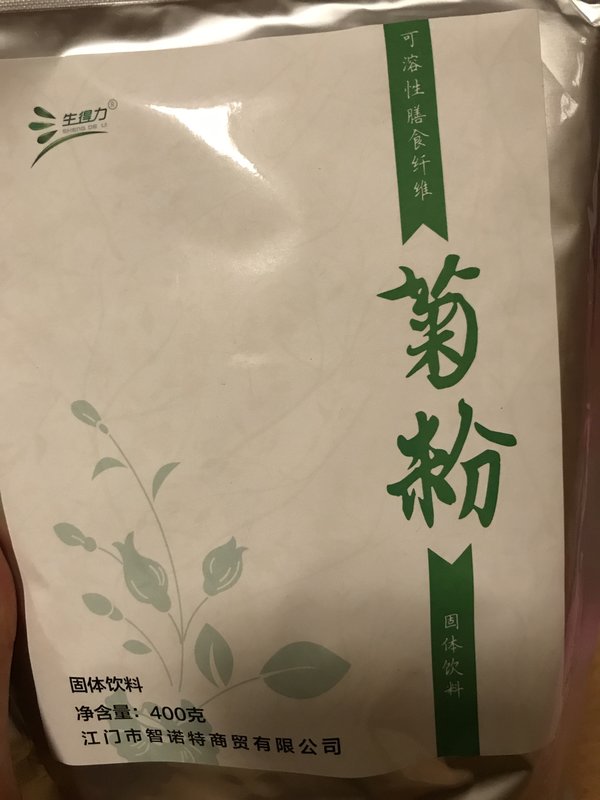 生得力®
SHENG DE LI
可溶性膳食纤维
菊粉
固体饮料
固体饮料
净含量：400克
江门市智诺特商贸有限公司